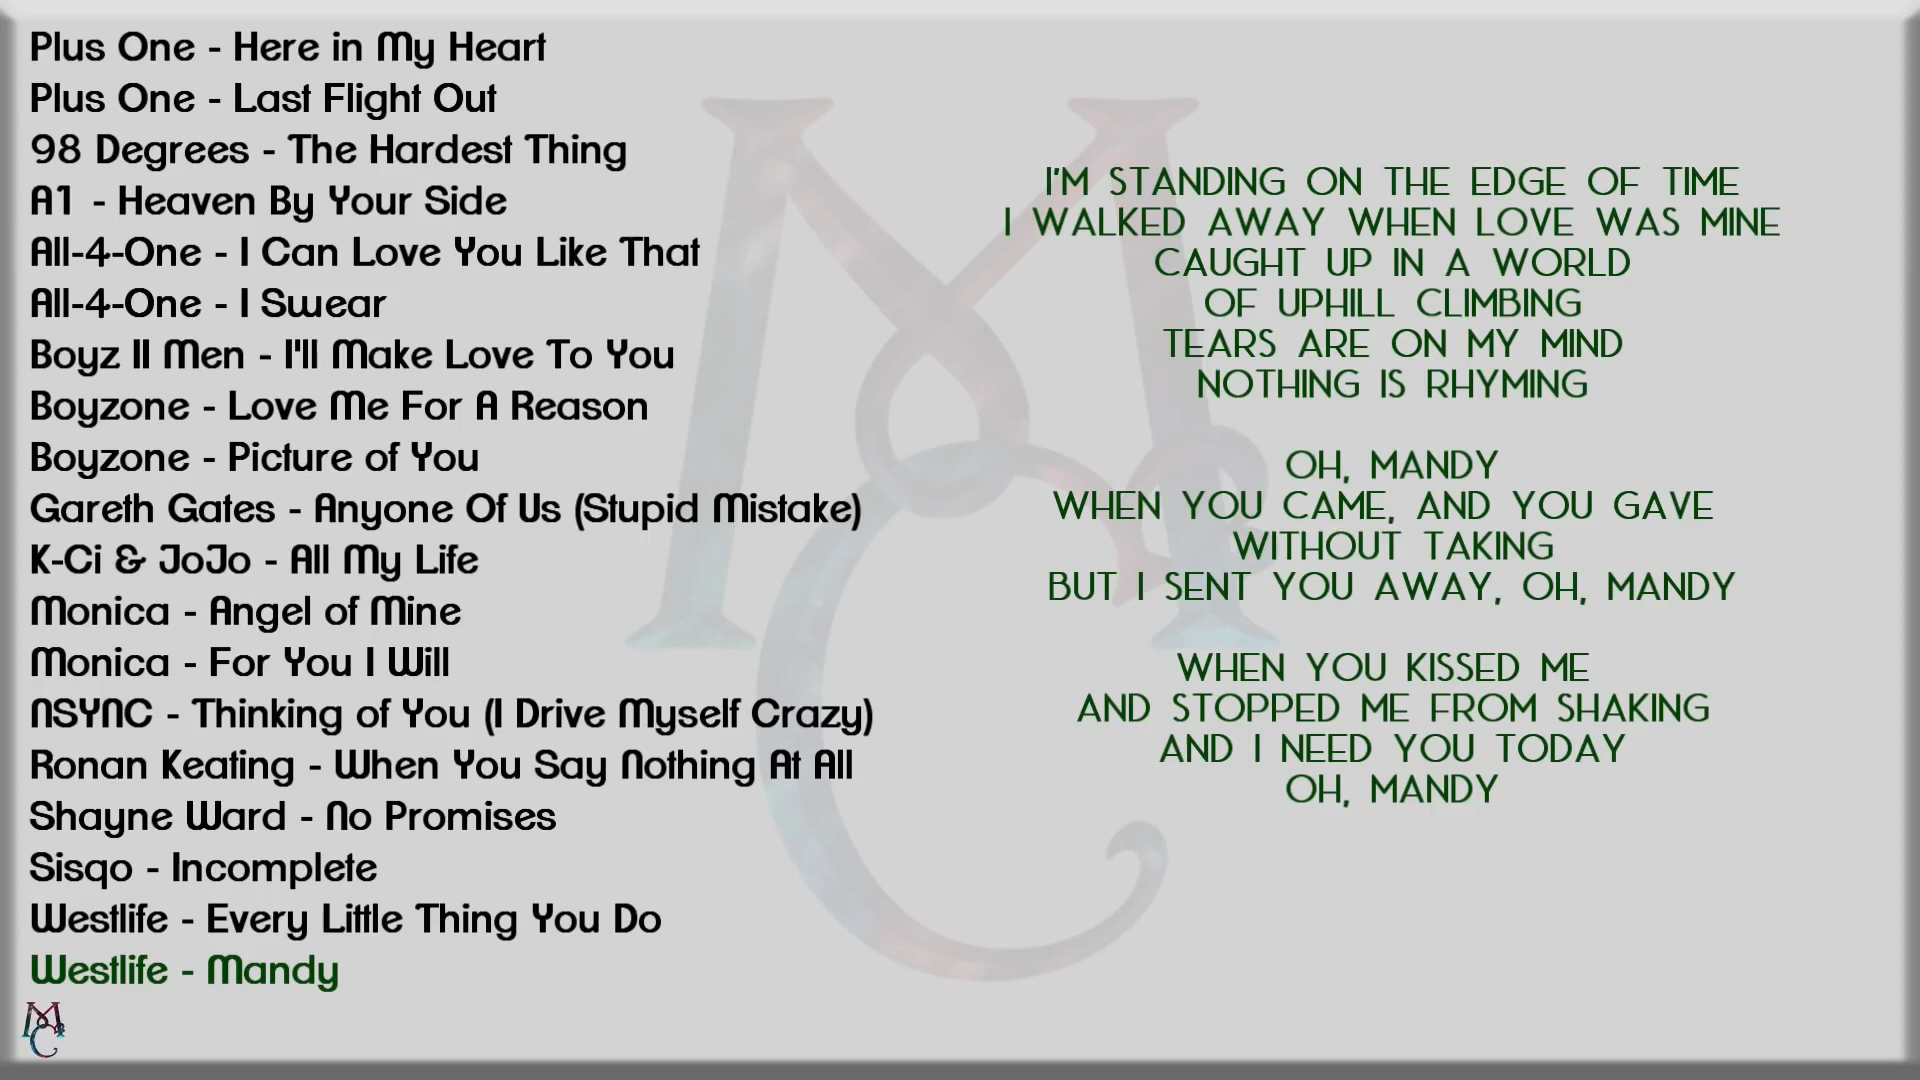 Plus One - Here in My Heart
Plus One - Last Flight Out
98 Degrees - The Hardest Thing
A1 - Heaven By Your Side
All-4-One - I Can Love You Like That
All-4-One - I Swear
Boyz II Men - I'll Make Love To You
Boyzone - Love Me For A Reason
Boyzone - Picture of You
Gareth Gates - Anyone Of Us (Stupid Mistake)
K-Ci & JoJo - All My Life
Monica - Angel of Mine
Monica - For You I Will
NSYNC - Thinking of You (I Drive Myself Crazy)
Ronan Keating - When You Say Nothing At All
Shayne Ward - No Promises
Sisqo - Incomplete
Westlife - Every Little Thing You Do
Westlife - Mandy
I'M STANDING ON THE EDGE OF TIME
I WALKED AWAY WHEN LOVE WAS MINE
CAUGHT UP IN A WORLD
OF UPHILL CLIMBING
TEARS ARE ON MY MIND
NOTHING IS RHYMING
OH, MANDY
WHEN YOU CAME, AND YOU GAVE
WITHOUT TAKING
BUT I SENT YOU AWAY, OH, MANDY
WHEN YOU KISSED ME
AND STOPPED ME FROM SHAKING
AND I NEED YOU TODAY
OH, MANDY